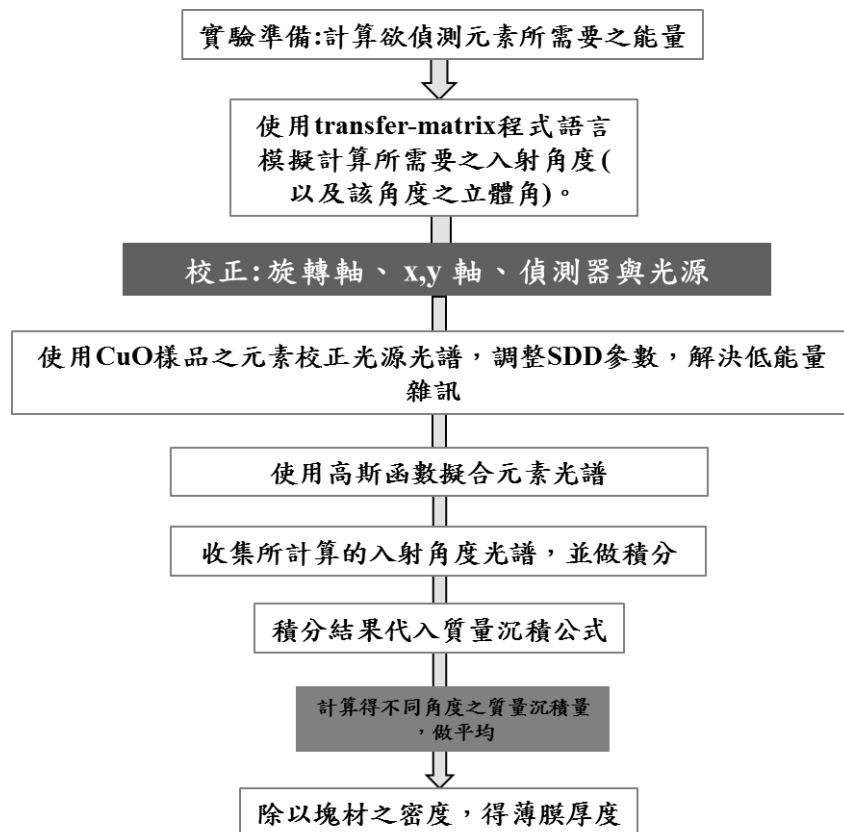 實驗準備:計算欲偵測元素所需要之能量
使用transfer-matrix程式語言
模擬計算所需要之入射角度(
以及該角度之立體角)。
校正:旋轉軸、x,y 軸、偵測器與光源
使用CuO樣品之元素校正光源光譜，調整SDD參數，解決低能量
雜訊
使用高斯函數擬合元素光譜
收集所計算的入射角度光譜，並做積分
積分結果代入質量沉積公式
計算得不同角度之質量沉積量
，做平均
除以塊材之密度，得薄膜厚度